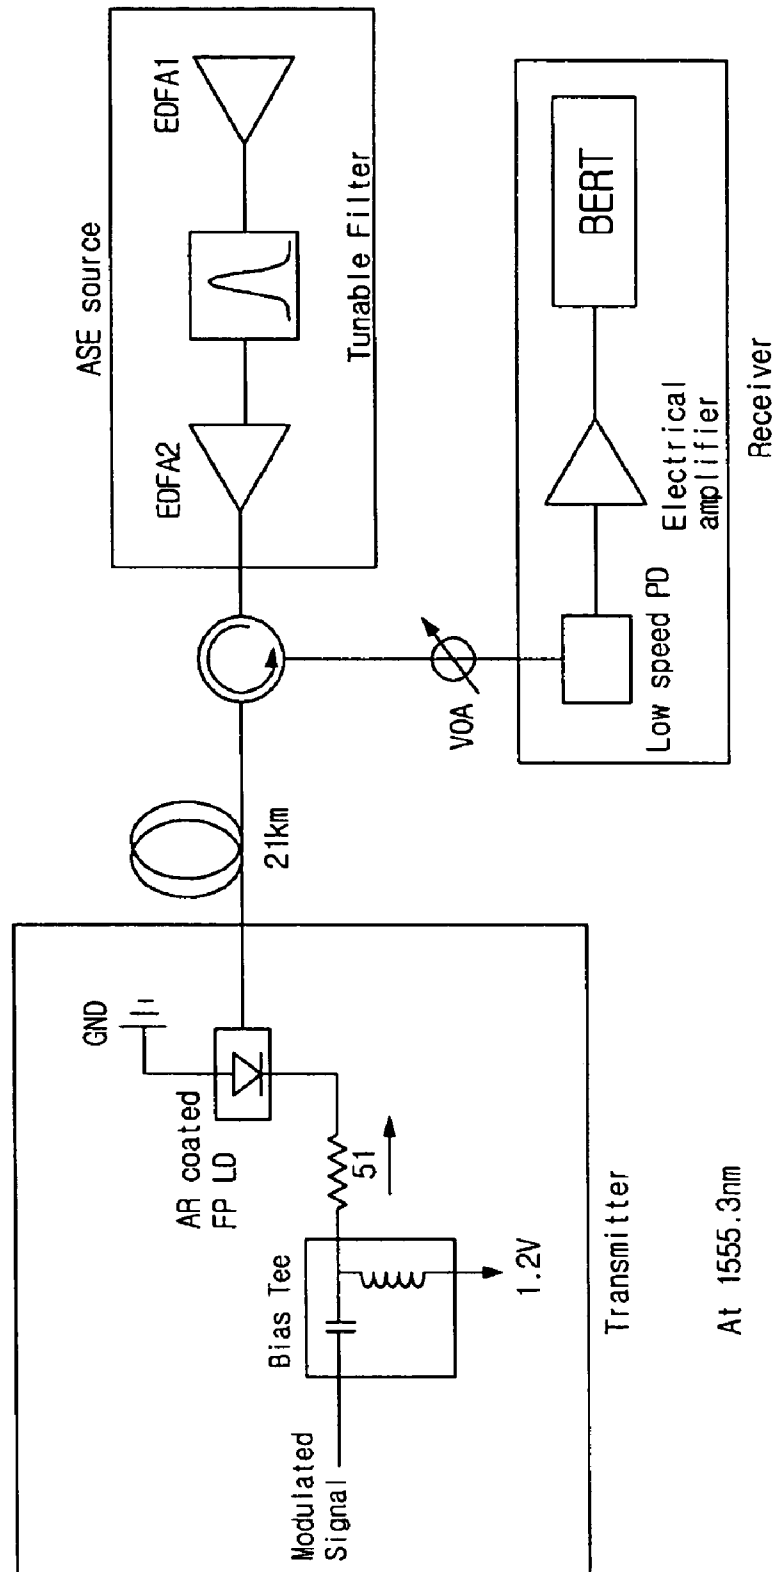 ASE source
EDFA2
EDFA1
Tunable Filter
21km
VOA
Low speed PD
Electrical
amplifier
BERT
Receiver
GND
AR coated
FP LD
51
Bias Tee
1.2V
Modulated
Signal
Transmitter
At 1555.3nm